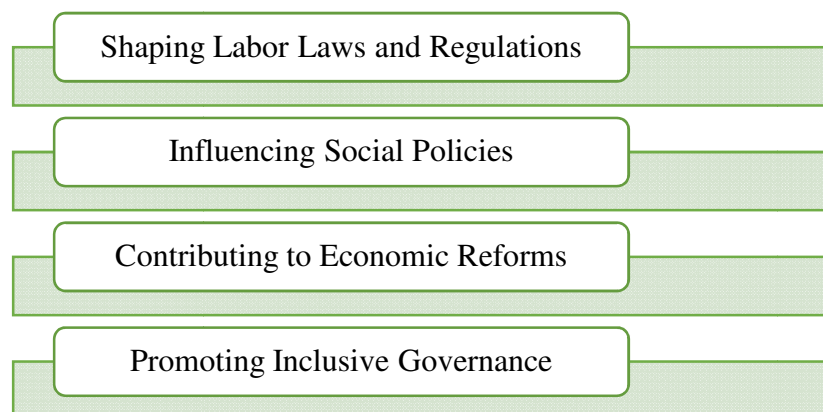 Shaping Labor Laws and Regulations
Influencing Social Policies
Contributing to Economic Reforms
Promoting Inclusive Governance